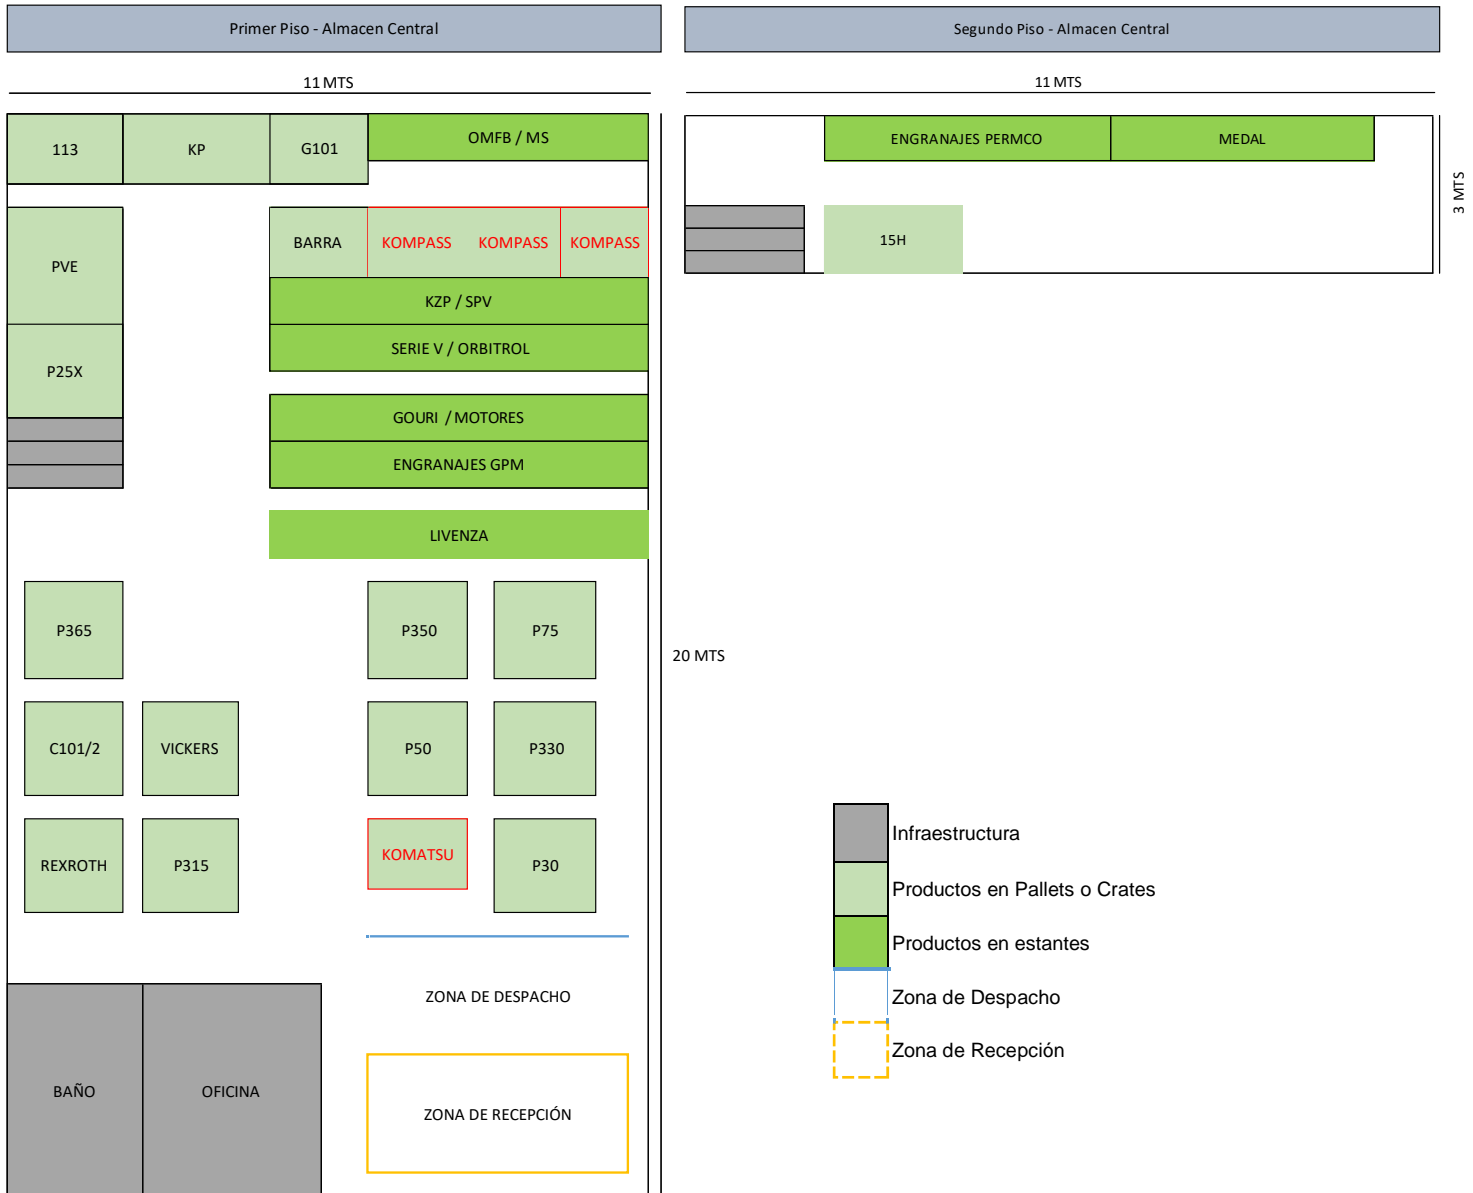 Primer Piso - Almacen Central
Segundo Piso - Almacen Central
11 MTS
11 MTS
113
KP
G101
OMFB / MS
ENGRANAJES PERMCO
MEDAL
3 MTS
PVE
BARRA
KOMPASS
KOMPASS
KOMPASS
15H
KZP / SPV
SERIE V / ORBITROL
P25X
GOURI / MOTORES
ENGRANAJES GPM
LIVENZA
P365
P350
P75
20 MTS
C101/2
VICKERS
P50
P330
REXROTH
P315
KOMATSU
P30
ZONA DE DESPACHO
BAÑO
OFICINA
ZONA DE RECEPCIÓN
Infraestructura
Productos en Pallets o Crates
Productos en estantes
Zona de Despacho
Zona de Recepción